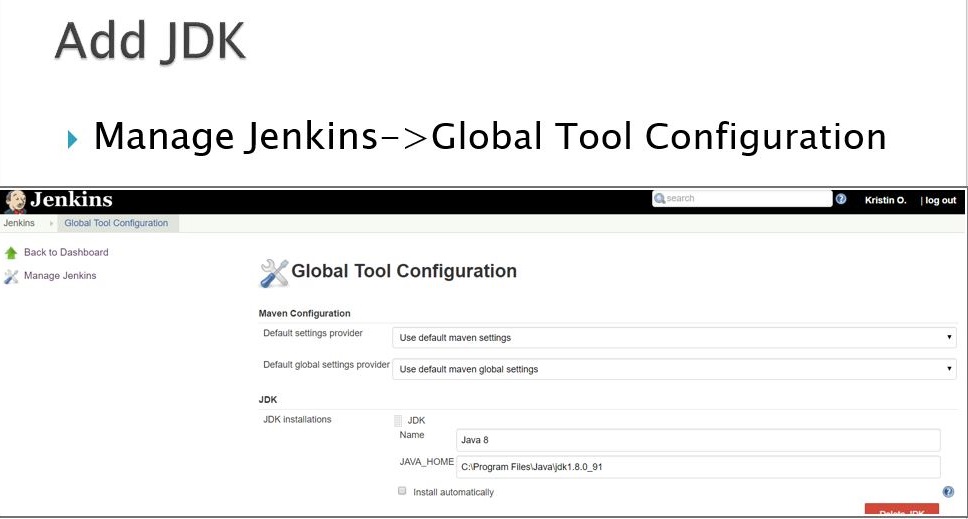 Add JDK
Manage Jenkins->Global Tool Configuration
Jenkins
search
Kristin O. | log out
Jenkins Global Tool Configuration
Back to Dashboard
Manage Jenkins
Global Tool Configuration
Maven Configuration
Default settings provider Use default maven settings
Default global settings provider Use default maven global settings
JDK
JDK installations JDK
Name Java 8
JAVA_HOME C:\Program Files\Java\jdk1.8.0_91
Install automatically
Delete JDK